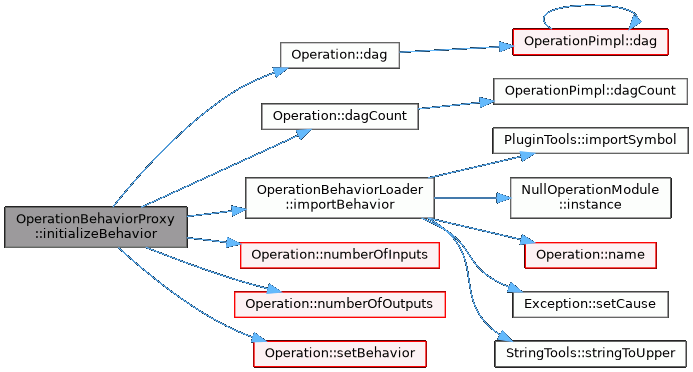 OperationPimpl::dag
Operation::dag
OperationPimpl::dagCount
Operation::dagCount
PluginTools::importSymbol
OperationBehaviorLoader
::importBehavior
NullOperationModule
::instance
OperationBehaviorProxy
::initializeBehavior
Operation::numberOfInputs
Operation::name
Operation::numberOfOutputs
Exception::setCause
Operation::setBehavior
StringTools::stringToUpper